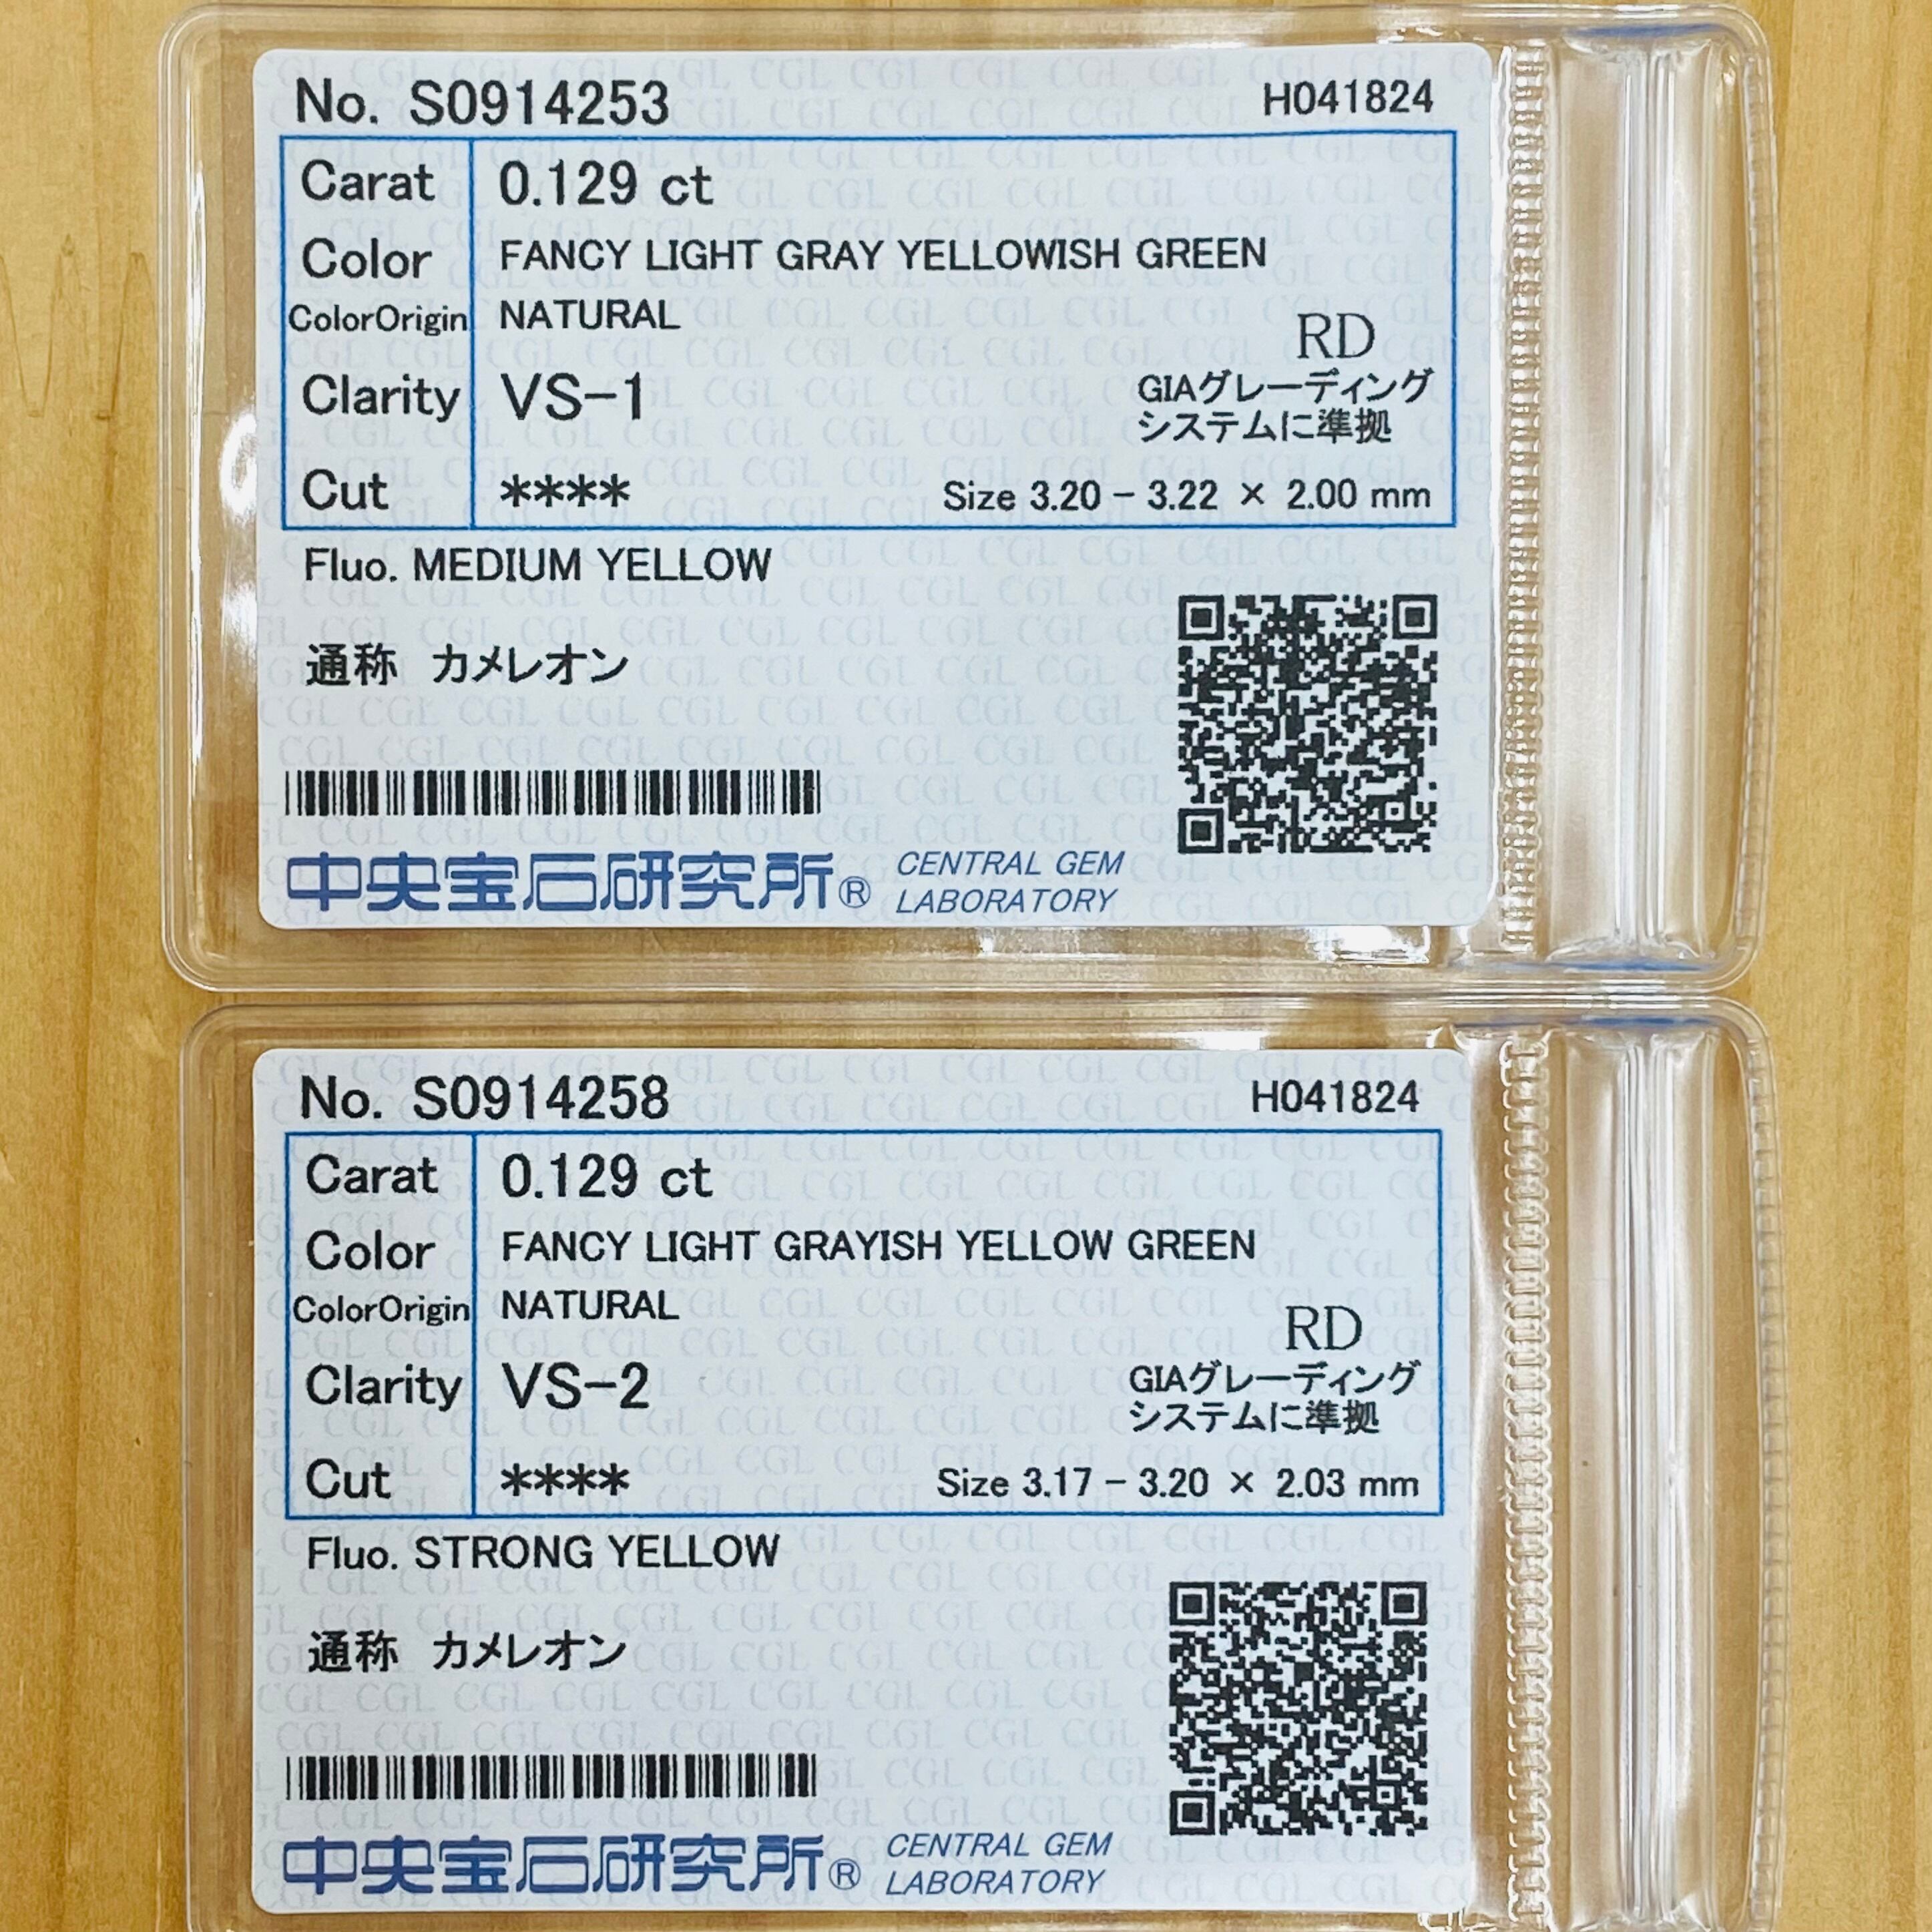 No. S0914253 H041824
Carat 0.129 ct
Color FANCY LIGHT GRAY YELLOWISH GREEN
ColorOrigin NATURAL
RD
Clarity VS-1
GIAグレーディング
システムに準拠
Cut **** Size 3.20 - 3.22 × 2.00 mm
Fluo. MEDIUM YELLOW
通称 カメレオン
中央宝石研究所® CENTRAL GEM
LABORATORY
No. S0914258 H041824
Carat 0.129 ct
Color FANCY LIGHT GRAYISH YELLOW GREEN
ColorOrigin NATURAL
RD
Clarity VS-2
GIAグレーディング
システムに準拠
Cut **** Size 3.17 - 3.20 × 2.03 mm
Fluo. STRONG YELLOW
通称 カメレオン
中央宝石研究所® CENTRAL GEM
LABORATORY